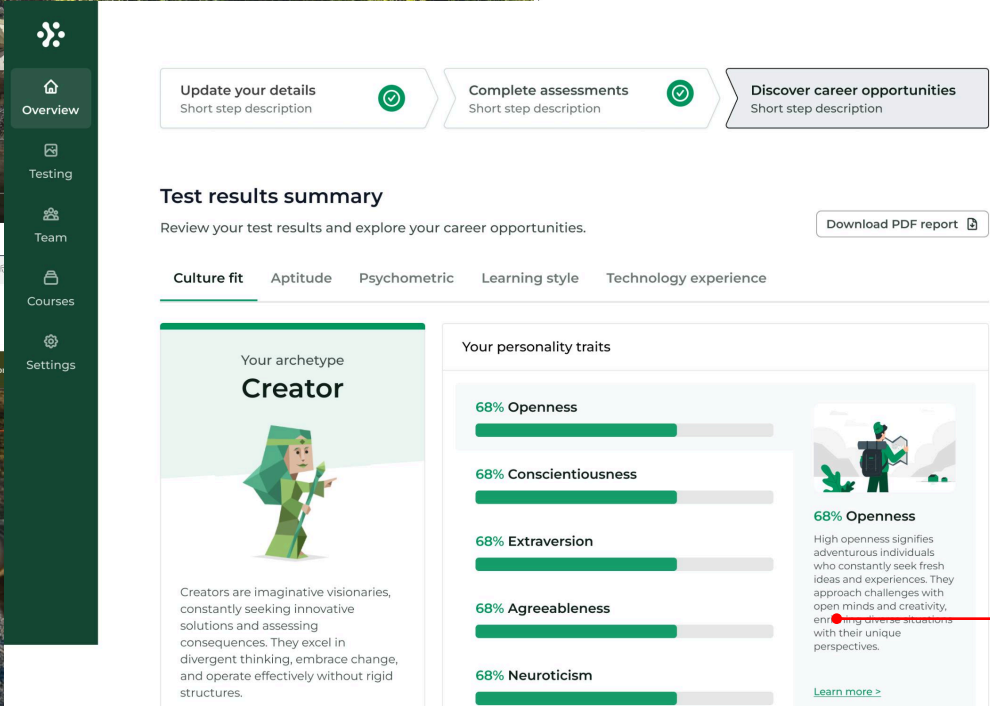 Overview
Testing
Team
Courses
Settings
Update your details
Short step description
Complete assessments
Short step description
Discover career opportunities
Short step description
Test results summary
Review your test results and explore your career opportunities.
Download PDF report
Culture fit
Aptitude
Psychometric
Learning style
Technology experience
Your archetype
Creator
Creators are imaginative visionaries,
constantly seeking innovative
solutions and assessing
consequences. They excel in
divergent thinking, embrace change,
and operate effectively without rigid
structures.
Your personality traits
68% Openness
68% Conscientiousness
68% Extraversion
68% Agreeableness
68% Neuroticism
68% Openness
High openness signifies
adventurous individuals
who constantly seek fresh
ideas and experiences. They
approach challenges with
open minds and creativity,
diverse situations
with their unique
perspectives.
Learn more >